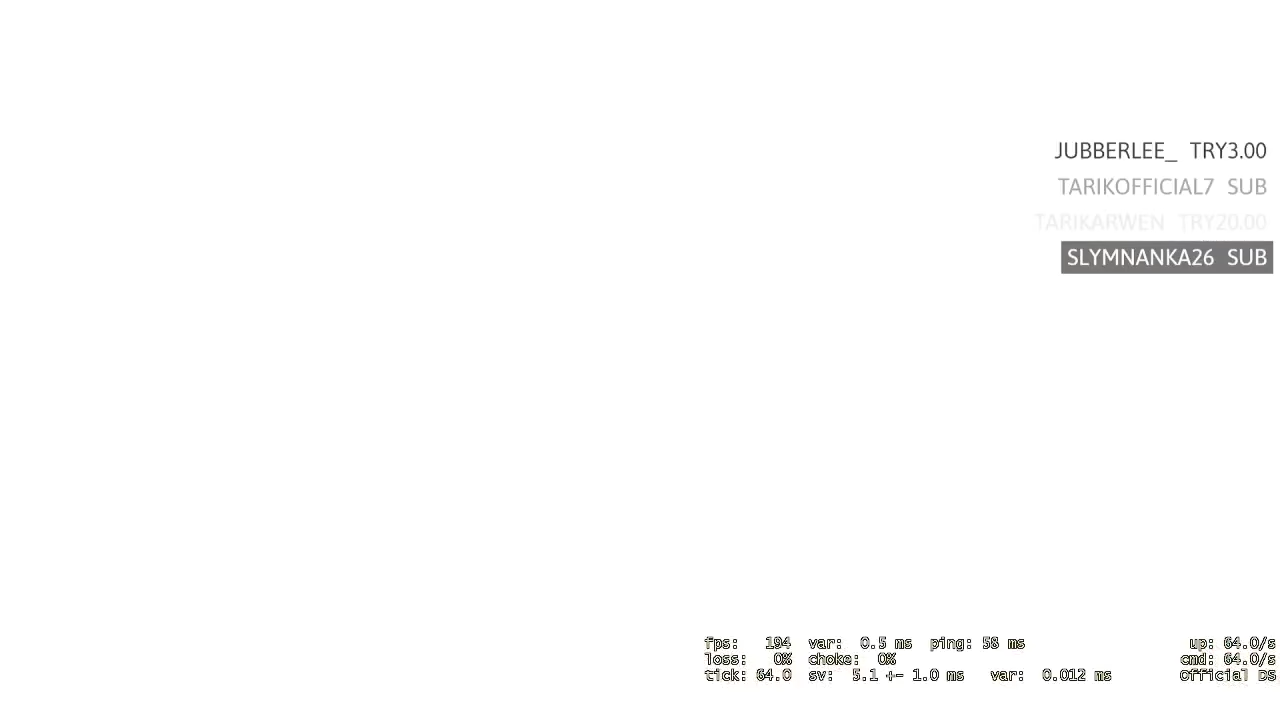 JUBBERLEE_ TRY3.00
TARIKOFFICIAL7 SUB
TARIKARWEN TRY20.00
SLYMNANKA26 SUB
fps: 194 var: 0.5 ms ping: 58 ms up: 64.0/s
loss: 0% choke: 0% cmd: 64.0/s
tick: 64.0 sv: 5.1 +- 1.0 ms var: 0.012 ms Official DS